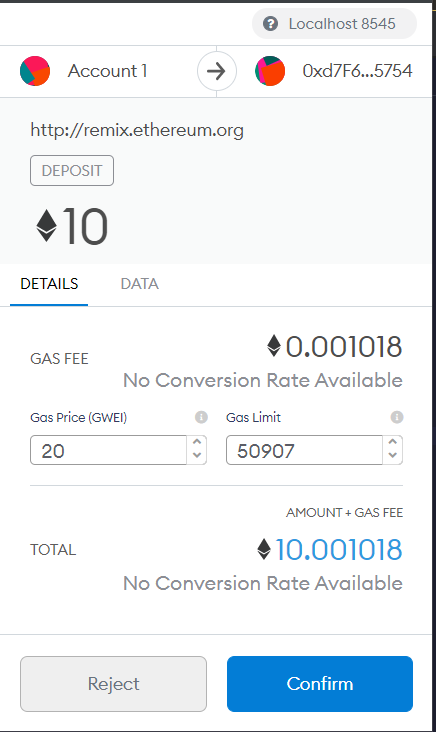 Localhost 8545
Account 1
0xd7F6...5754
http://remix.ethereum.org
DEPOSIT
10
DETAILS DATA
GAS FEE
0.001018
No Conversion Rate Available
Gas Price (GWEI) Gas Limit
20 50907
AMOUNT + GAS FEE
TOTAL
10.001018
No Conversion Rate Available
Reject Confirm